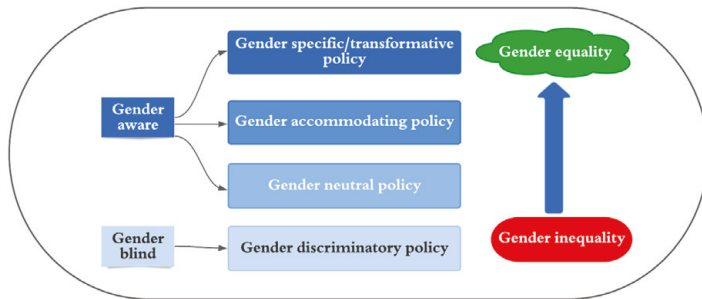 Gender specific/transformative
policy
Gender equality
Gender
aware
Gender accommodating policy
Gender neutral policy
Gender
blind
Gender discriminatory policy
Gender inequality